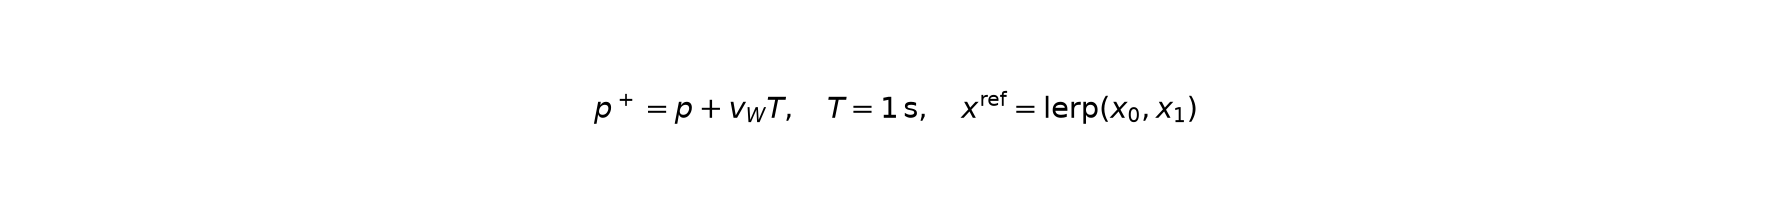 p⁺ = p + v_W T,   T = 1 s,   x^ref = lerp(x₀, x₁)